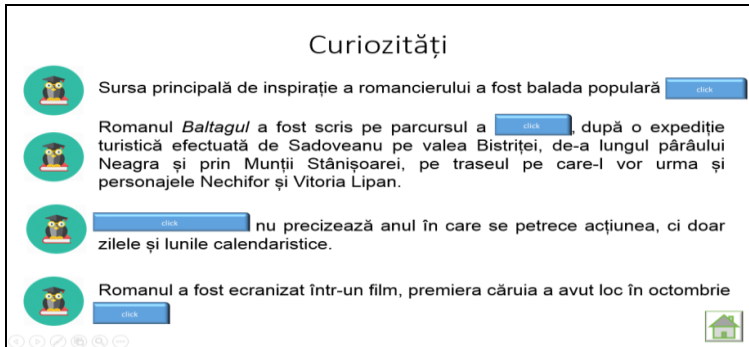 Curiozități
Sursa principală de inspirație a romancierului a fost balada populară click
Romanul Baltagul a fost scris pe parcursul a click , după o expediție
turistică efectuată de Sadoveanu pe valea Bistriței, de-a lungul pârâului
Neagra și prin Munții Stânișoarei, pe traseul pe care-l vor urma și
personajele Nechifor și Vitoria Lipan.
click nu precizează anul în care se petrece acțiunea, ci doar
zilele și lunile calendaristice.
Romanul a fost ecranizat într-un film, premiera căruia a avut loc în octombrie
click